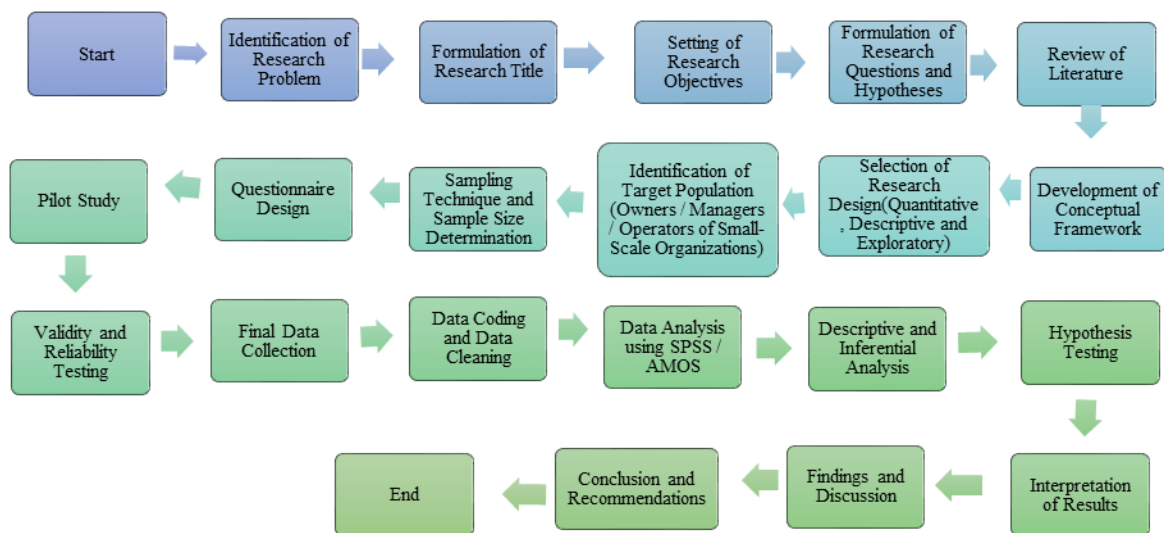 Start
Identification of
Research
Problem
Formulation of
Research Title
Setting of
Research
Objectives
Formulation of
Research
Questions and
Hypotheses
Review of
Literature
Development of
Conceptual
Framework
Selection of
Research
Design(Quantitative
, Descriptive and
Exploratory)
Identification of
Target Population
(Owners / Managers
/ Operators of Small-
Scale Organizations)
Sampling
Technique and
Sample Size
Determination
Questionnaire
Design
Pilot Study
Validity and
Reliability
Testing
Final Data
Collection
Data Coding
and Data
Cleaning
Data Analysis
using SPSS /
AMOS
Descriptive and
Inferential
Analysis
Hypothesis
Testing
Interpretation
of Results
Findings and
Discussion
Conclusion and
Recommendations
End